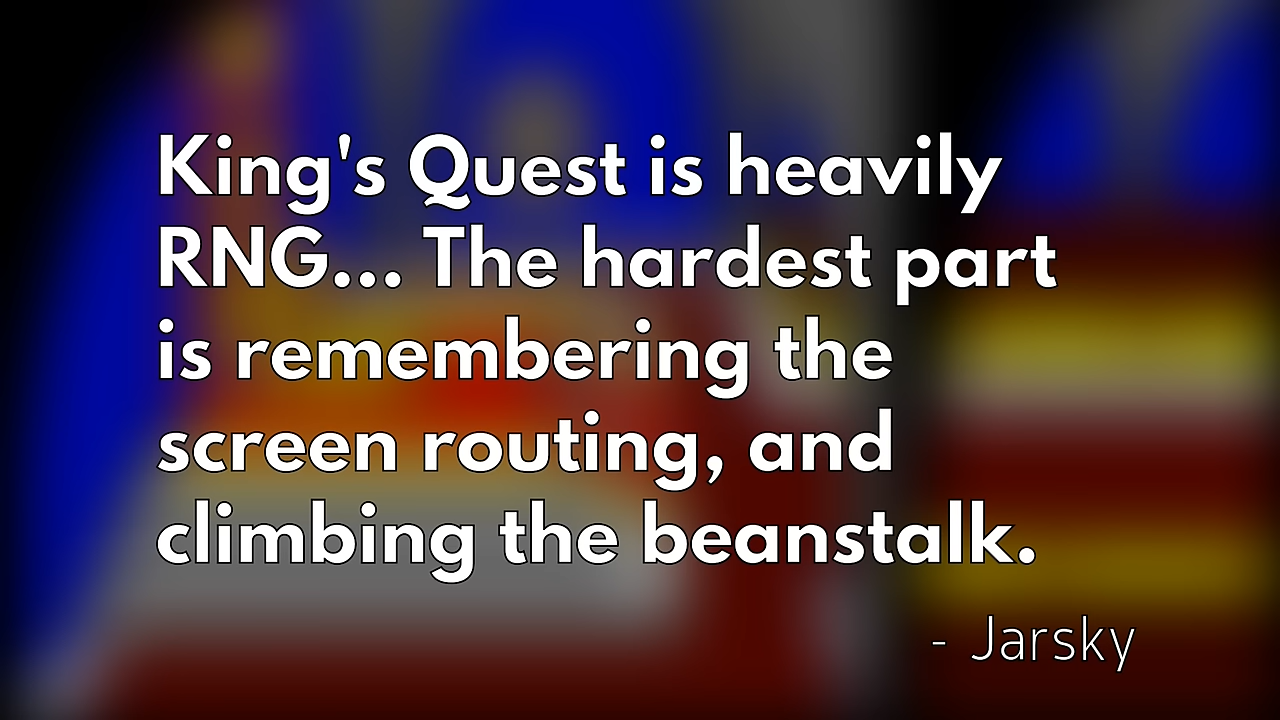 King's Quest is heavily
RNG... The hardest part
is remembering the
screen routing, and
climbing the beanstalk.
- Jarsky